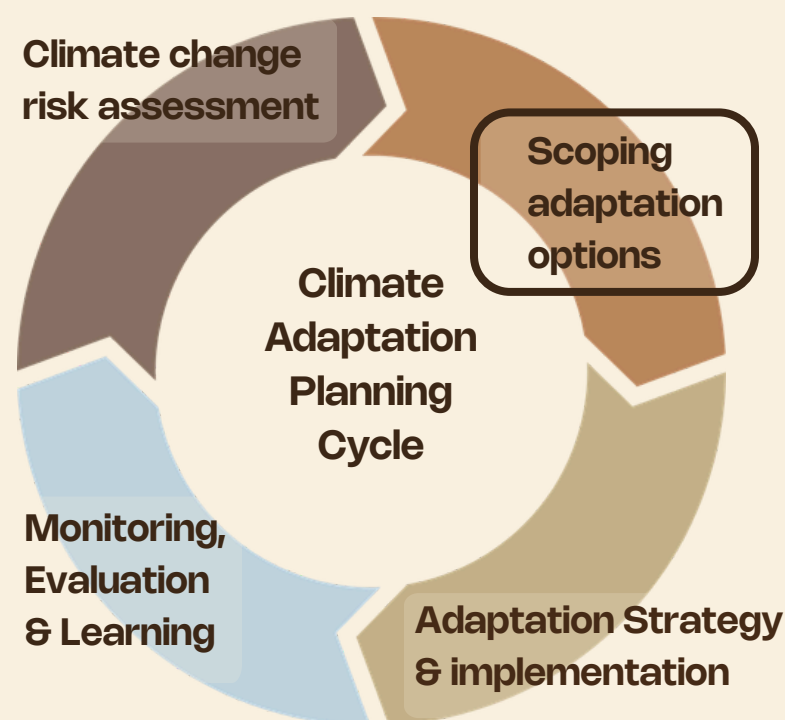 Climate change
risk assessment
Scoping
adaptation
options
Climate
Adaptation
Planning
Cycle
Monitoring,
Evaluation
& Learning
Adaptation Strategy
& implementation